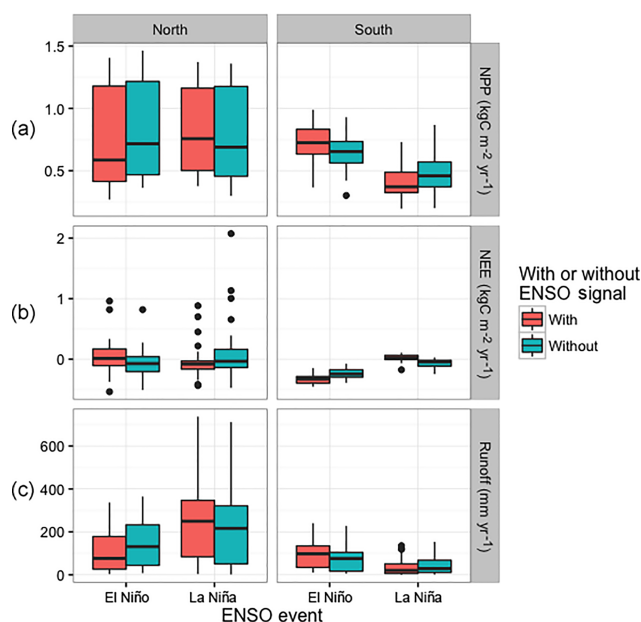 North South
(a)
1.5
1.0
0.5
NPP (kgC m-2 yr-1)
(b)
2
1
0
NEE (kgC m-2 yr-1)
With or without
ENSO signal
With
Without
(c)
600
400
200
0
Runoff (mm yr-1)
El Niño La Niña El Niño La Niña
ENSO event